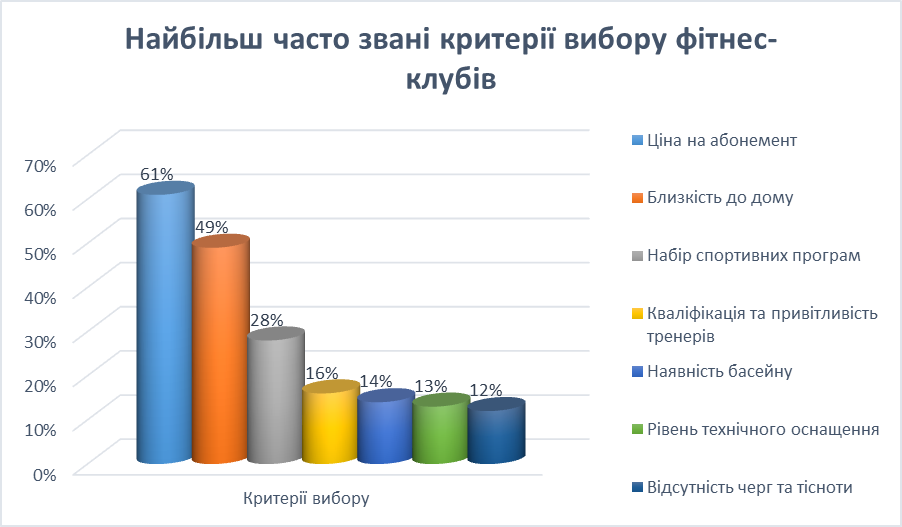 Найбільш часто звані критерії вибору фітнес-
клубів
70%
60%
50%
40%
30%
20%
10%
0%
61%
49%
28%
16%
14%
13%
12%
Критерії вибору
Ціна на абонемент
Близкість до дому
Набір спортивних програм
Кваліфікація та привітливість
тренерів
Наявність басейну
Рівень технічного оснащення
Відсутність черг та тісноти